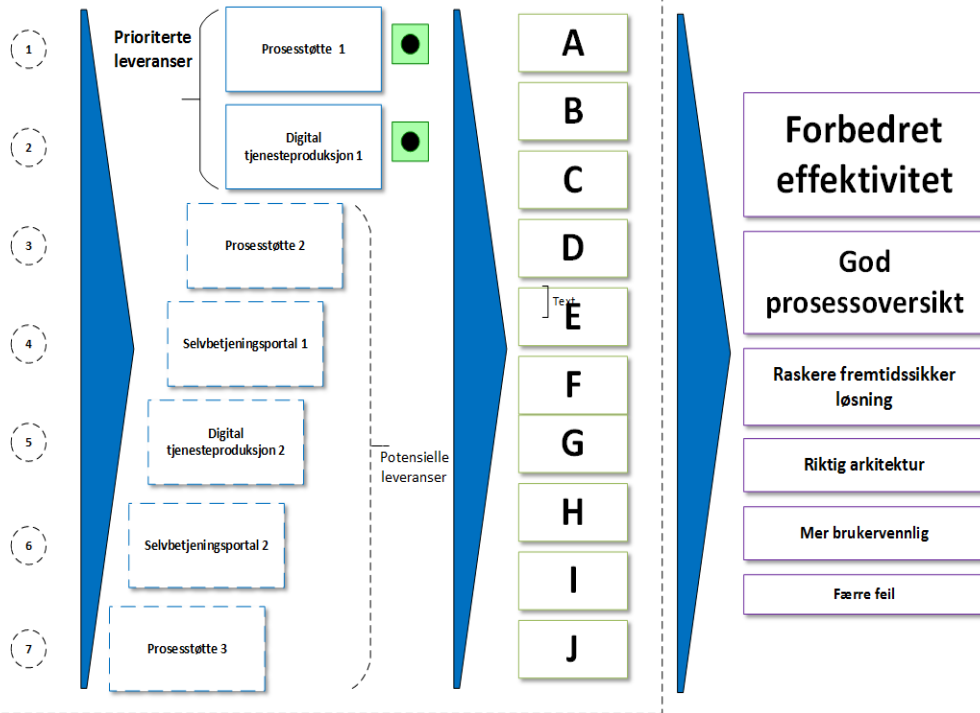 1
2
3
4
5
6
7
Prioriterte
leveranser
Prosesstøtte 1
Digital
tjenesteproduksjon 1
Prosesstøtte 2
Selvbetjeningsportal 1
Digital
tjenesteproduksjon 2
Selvbetjeningsportal 2
Prosesstøtte 3
Potensielle
leveranser
A
B
C
D
Text
E
F
G
H
I
J
Forbedret
effektivitet
God
prosessoversikt
Raskere fremtidssikker
løsning
Riktig arkitektur
Mer brukervennlig
Færre feil